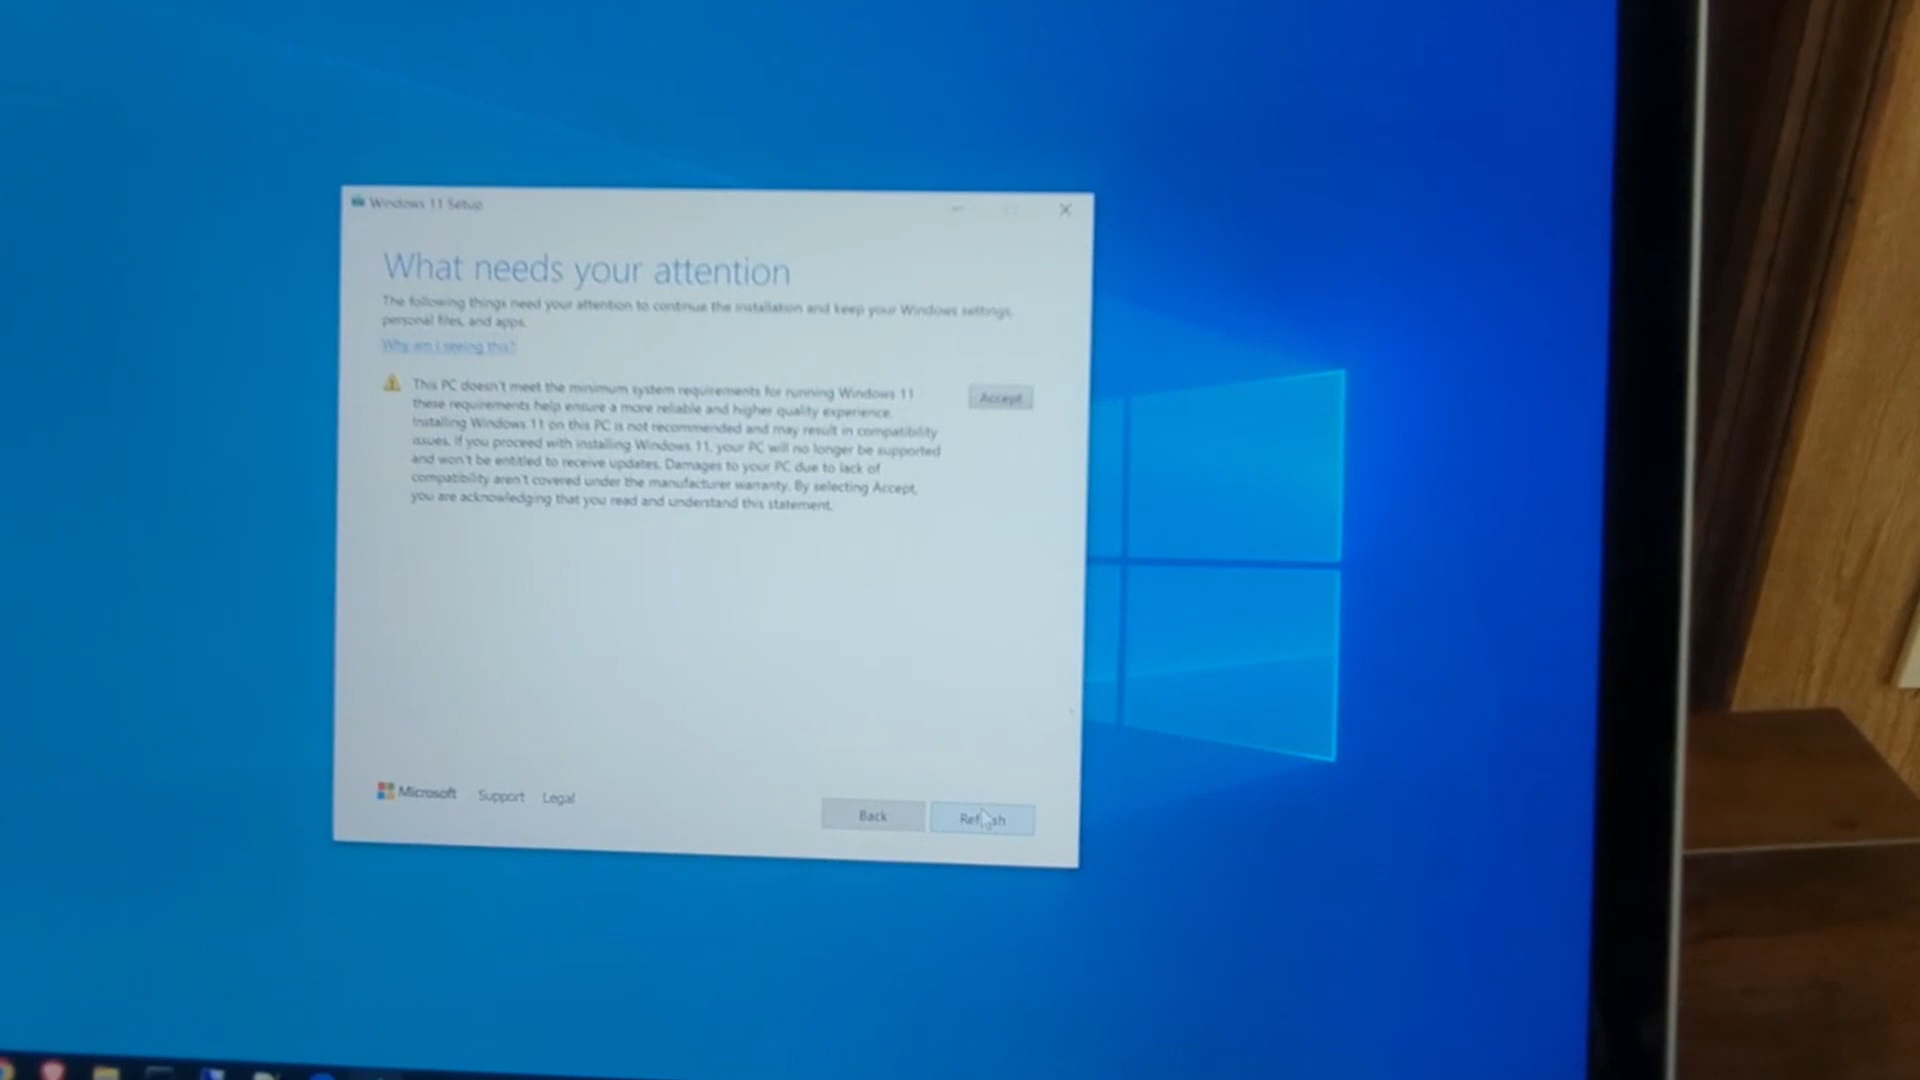 Windows 11 Setup
What needs your attention
The following things need your attention to continue the installation and keep your Windows settings,
personal files, and apps.
Why am I seeing this?
This PC doesn't meet the minimum system requirements for running Windows 11
these requirements help ensure a more reliable and higher quality experience.
Installing Windows 11 on this PC is not recommended and may result in compatibility
issues. If you proceed with installing Windows 11, your PC will no longer be supported
and won't be entitled to receive updates. Damages to your PC due to lack of
compatibility aren't covered under the manufacturer warranty. By selecting Accept,
you are acknowledging that you read and understand this statement.
Accept
Microsoft Support Legal
Back
Refresh